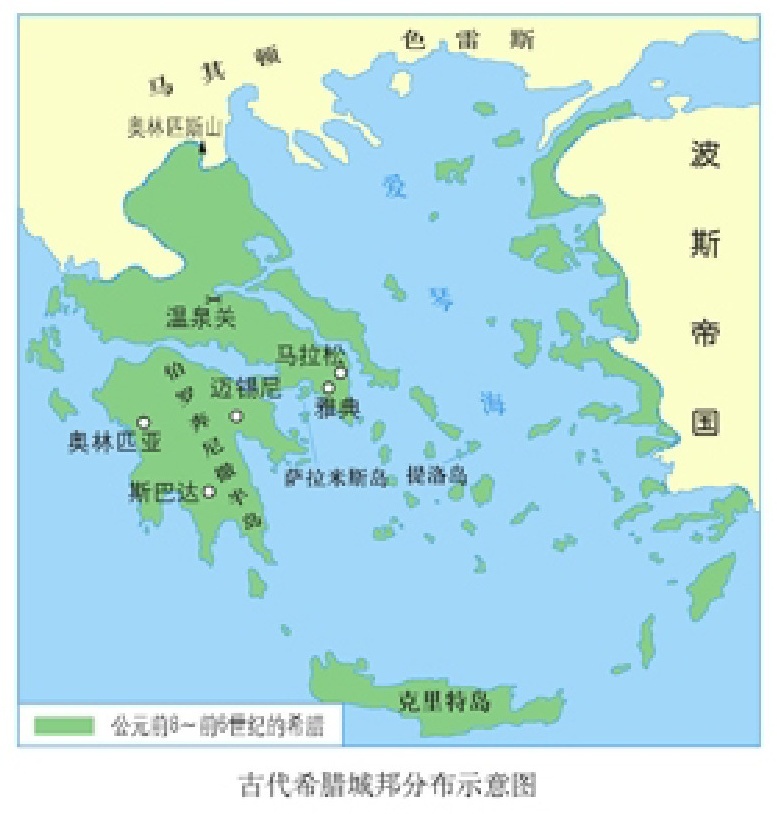 色雷斯
马其顿
奥林匹斯山
波斯帝国
爱琴海
温泉关
马拉松
伯罗奔尼撒半岛
迈锡尼
雅典
奥林匹亚
萨拉米斯岛
提洛岛
斯巴达
克里特岛
公元前8～前6世纪的希腊
古代希腊城邦分布示意图